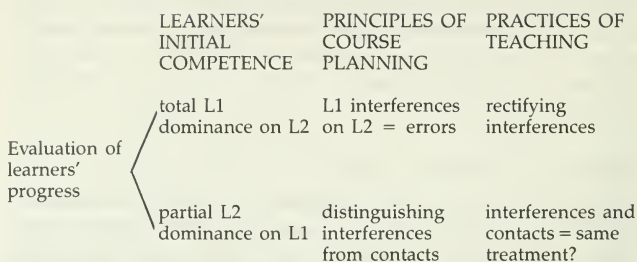 LEARNERS' PRINCIPLES OF PRACTICES OF
INITIAL COURSE TEACHING
COMPETENCE PLANNING
total L1 L1 interferences rectifying
dominance on L2 on L2 = errors interferences
Evaluation of
learners'
progress
partial L2 distinguishing interferences and
dominance on L1 interferences contacts = same
from contacts treatment?